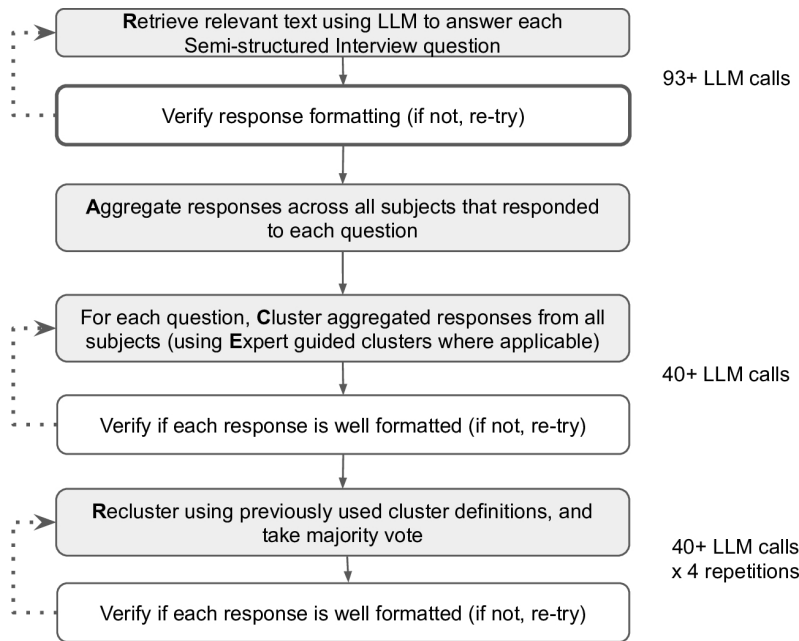 Retrieve relevant text using LLM to answer each
Semi-structured Interview question
93+ LLM calls
Verify response formatting (if not, re-try)
Aggregate responses across all subjects that responded
to each question
For each question, Cluster aggregated responses from all
subjects (using Expert guided clusters where applicable)
40+ LLM calls
Verify if each response is well formatted (if not, re-try)
Recluster using previously used cluster definitions, and
take majority vote
40+ LLM calls
x 4 repetitions
Verify if each response is well formatted (if not, re-try)